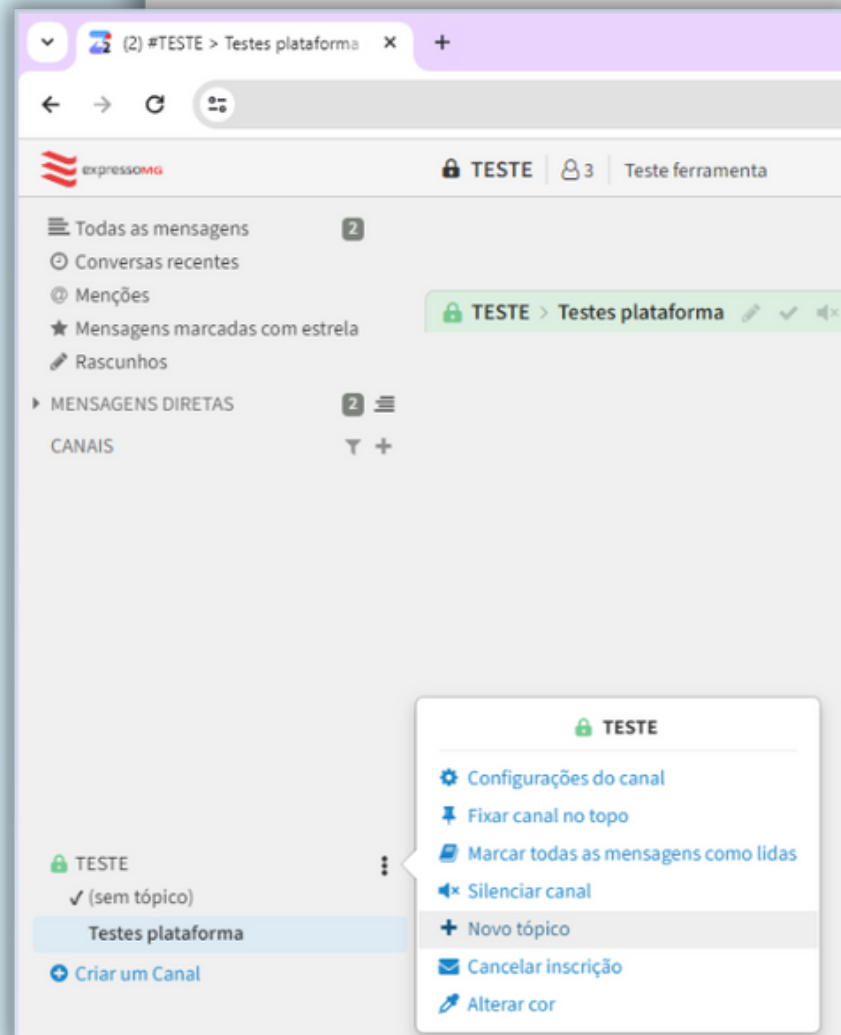 (2) #TESTE > Testes plataforma
expressoMG
TESTE 3 Teste ferramenta
Todas as mensagens 2
Conversas recentes
@ Menções
Mensagens marcadas com estrela
Rascunhos
TESTE > Testes plataforma
MENSAGENS DIRETAS 2
CANAIS
TESTE
Configurações do canal
Fixar canal no topo
Marcar todas as mensagens como lidas
Silenciar canal
Novo tópico
Cancelar inscrição
Alterar cor
TESTE
(sem tópico)
Testes plataforma
Criar um Canal